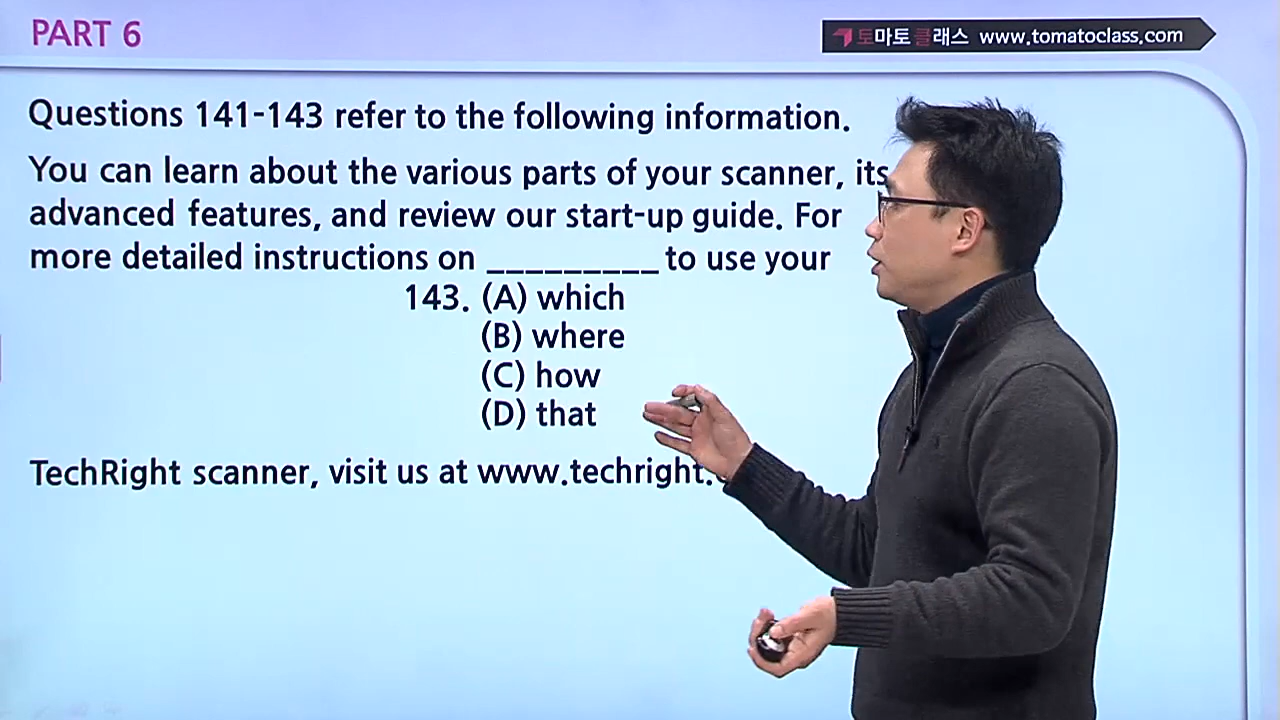 PART 6
토마토 클래스 www.tomatoclass.com
Questions 141-143 refer to the following information.
You can learn about the various parts of your scanner, its
advanced features, and review our start-up guide. For
more detailed instructions on _________ to use your
143. (A) which
(B) where
(C) how
(D) that
TechRight scanner, visit us at www.techright.